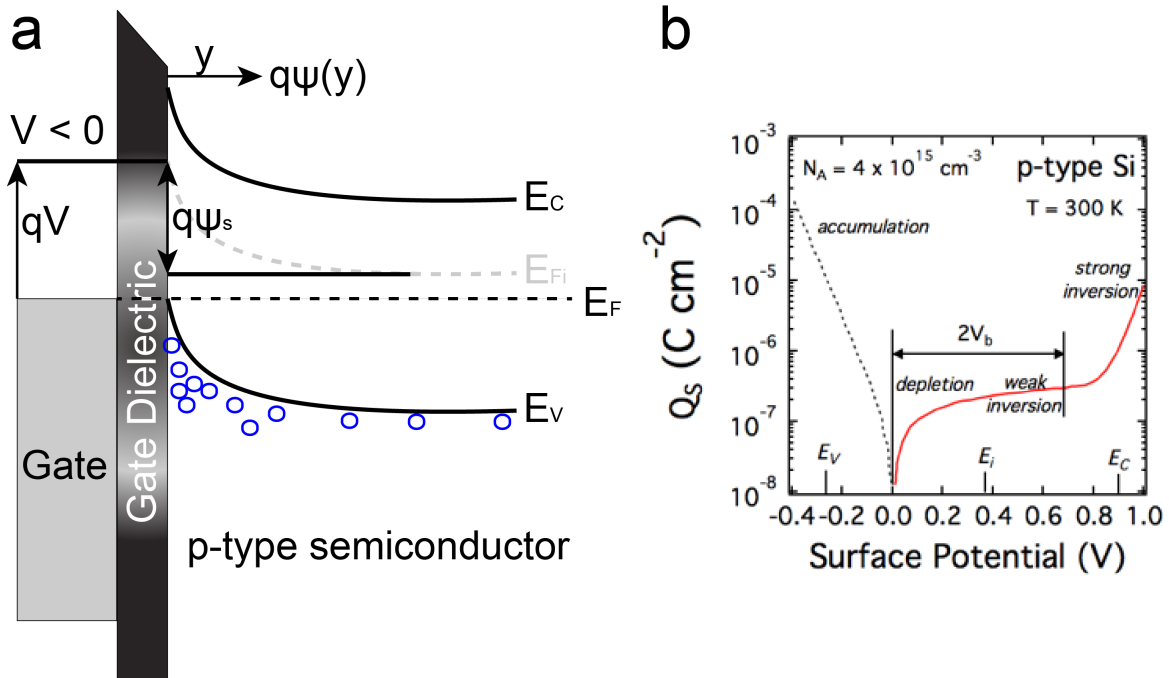 a
y
qψ(y)
V < 0
qV
qψs
EC
EFi
EF
EV
Gate Dielectric
Gate
p-type semiconductor
b
10-3
10-4
10-5
10-6
10-7
10-8
QS (C cm-2)
NA = 4 x 1015 cm-3
p-type Si
T = 300 K
accumulation
strong
inversion
2Vb
depletion
weak
inversion
EV
Ei
EC
-0.4 -0.2 0.0 0.2 0.4 0.6 0.8 1.0
Surface Potential (V)